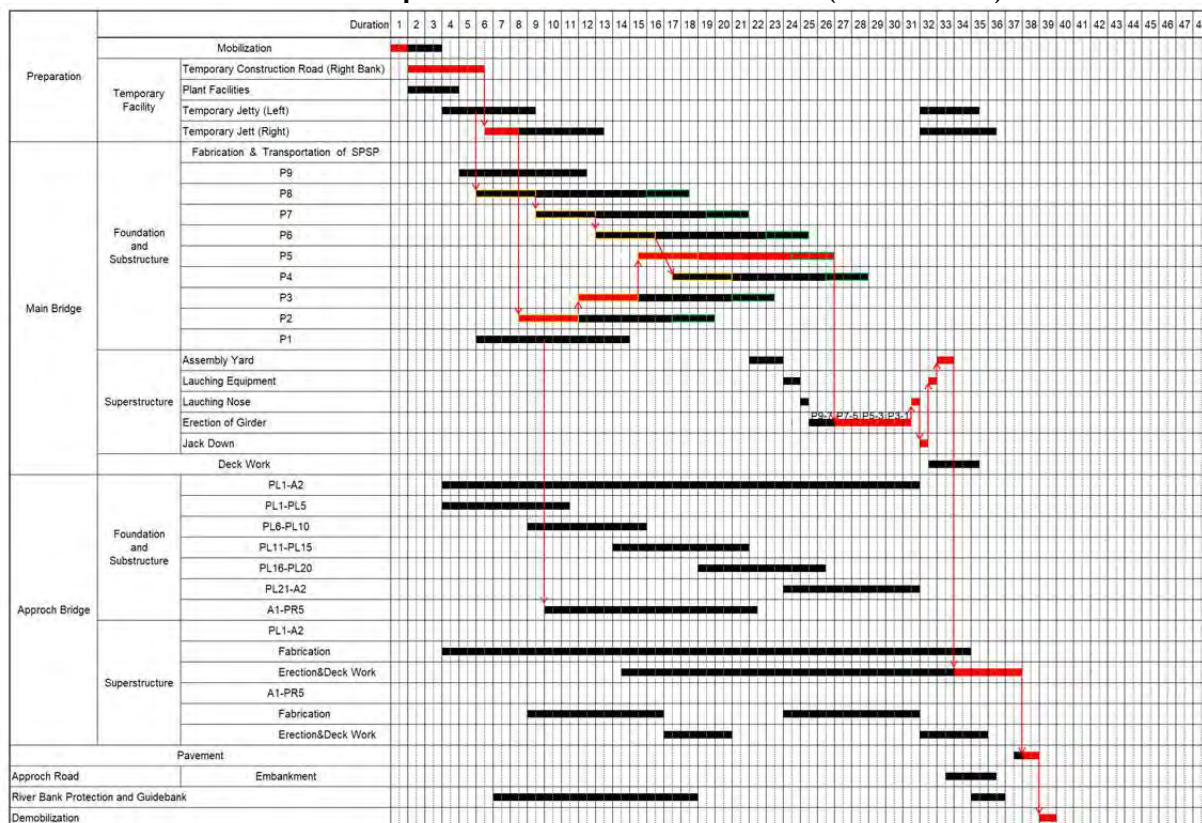 Duration 1 2 3 4 5 6 7 8 9 10 11 12 13 14 15 16 17 18 19 20 21 22 23 24 25 26 27 28 29 30 31 32 33 34 35 36 37 38 39 40 41 42 43 44 45 46 47
Preparation
Mobilization
Temporary
Facility
Temporary Construction Road (Right Bank)
Plant Facilities
Temporary Jetty (Left)
Temporary Jett (Right)
Main Bridge
Foundation
and
Substructure
Fabrication & Transportation of SPSP
P9
P8
P7
P6
P5
P4
P3
P2
P1
Superstructure
Assembly Yard
Lauching Equipment
Lauching Nose
Erection of Girder
P9-7 P7-5 P5-3 P3-1
Jack Down
Deck Work
Approch Bridge
Foundation
and
Substructure
PL1-A2
PL1-PL5
PL6-PL10
PL11-PL15
PL16-PL20
PL21-A2
A1-PR5
Superstructure
PL1-A2
Fabrication
Erection&Deck Work
A1-PR5
Fabrication
Erection&Deck Work
Pavement
Approch Road
Embankment
River Bank Protection and Guidebank
Demobilization